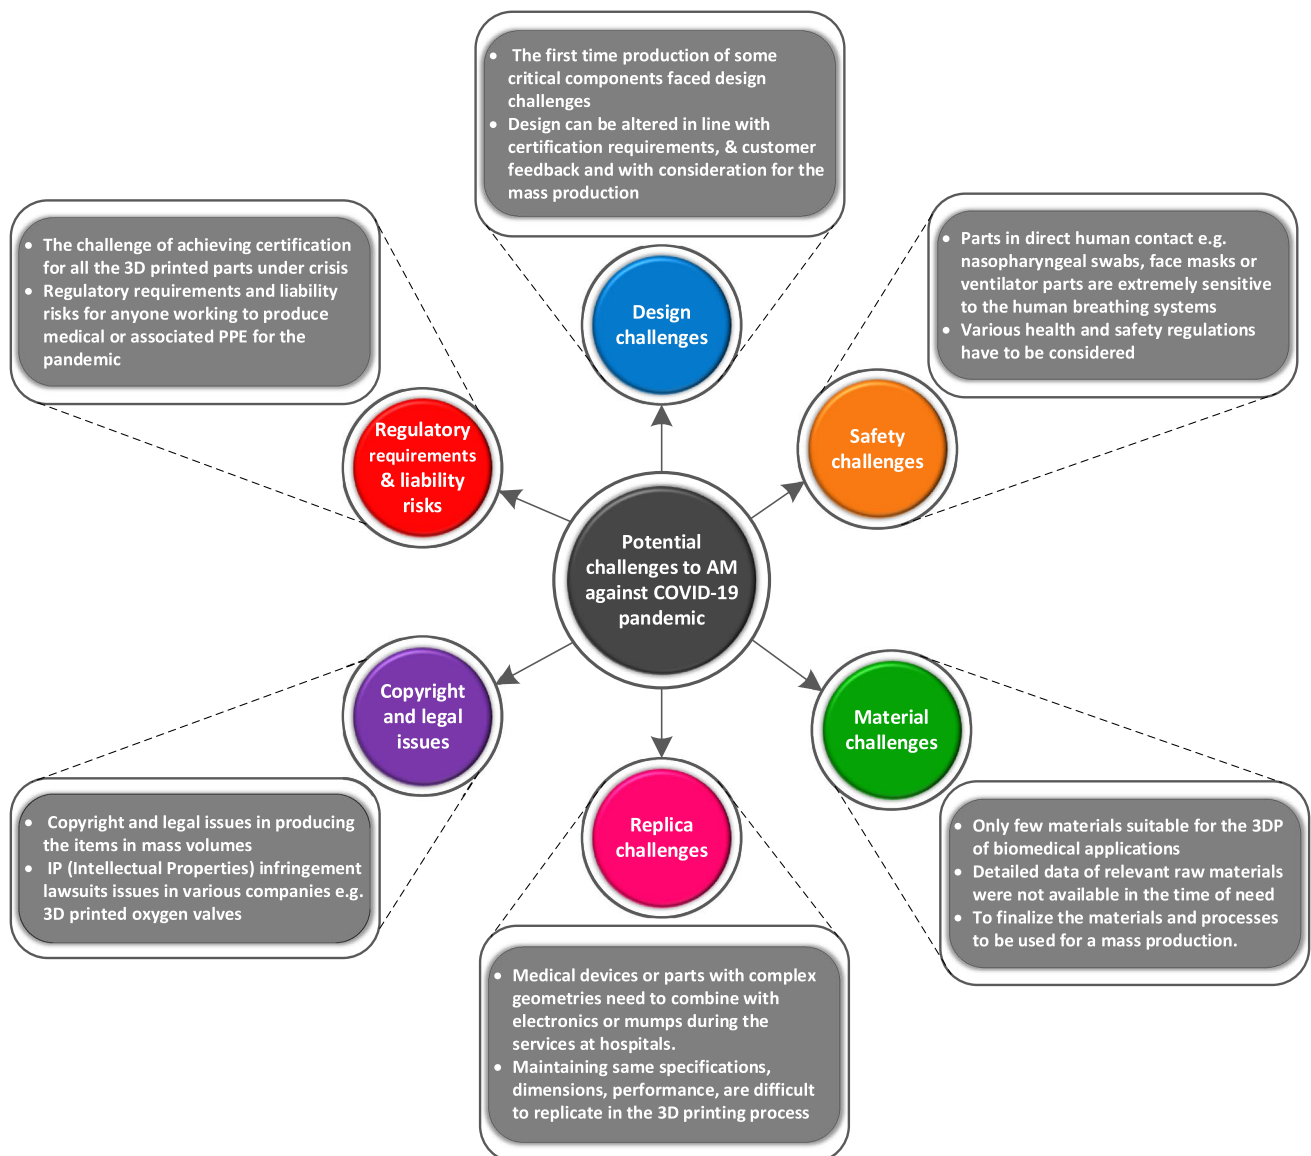 • The first time production of some
critical components faced design
challenges
• Design can be altered in line with
certification requirements, & customer
feedback and with consideration for the
mass production
Design
challenges
• The challenge of achieving certification
for all the 3D printed parts under crisis
• Regulatory requirements and liability
risks for anyone working to produce
medical or associated PPE for the
pandemic
Regulatory
requirements
& liability
risks
• Parts in direct human contact e.g.
nasopharyngeal swabs, face masks or
ventilator parts are extremely sensitive
to the human breathing systems
• Various health and safety regulations
have to be considered
Safety
challenges
Potential
challenges to AM
against COVID-19
pandemic
Copyright
and legal
issues
• Copyright and legal issues in producing
the items in mass volumes
• IP (Intellectual Properties) infringement
lawsuits issues in various companies e.g.
3D printed oxygen valves
Replica
challenges
• Medical devices or parts with complex
geometries need to combine with
electronics or mumps during the
services at hospitals.
• Maintaining same specifications,
dimensions, performance, are difficult
to replicate in the 3D printing process
Material
challenges
• Only few materials suitable for the 3DP
of biomedical applications
• Detailed data of relevant raw materials
were not available in the time of need
• To finalize the materials and processes
to be used for a mass production.